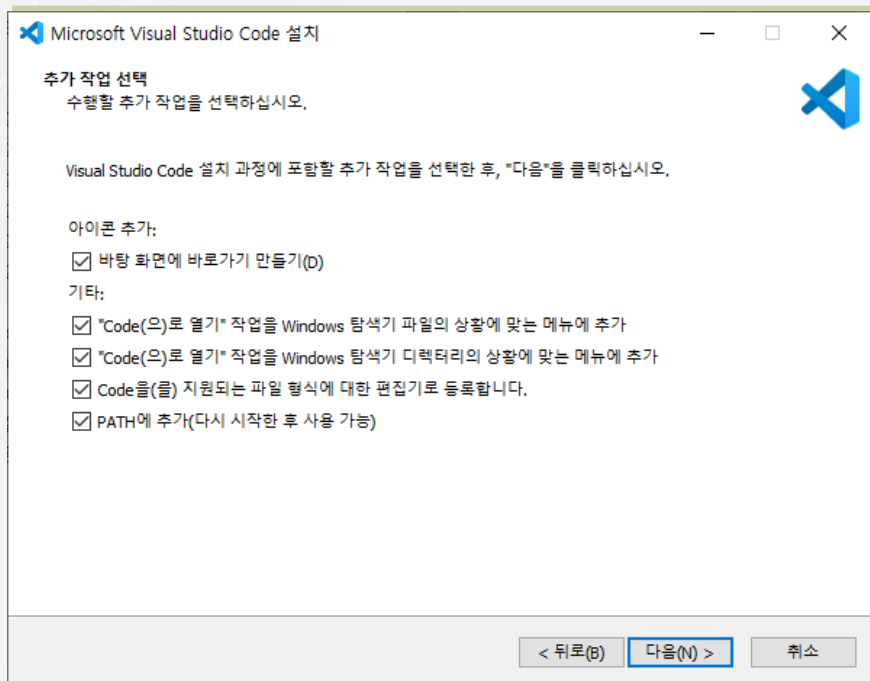 Microsoft Visual Studio Code 설치
추가 작업 선택
수행할 추가 작업을 선택하십시오.
Visual Studio Code 설치 과정에 포함할 추가 작업을 선택한 후, "다음"을 클릭하십시오.
아이콘 추가:
바탕 화면에 바로가기 만들기(D)
기타:
"Code(으)로 열기" 작업을 Windows 탐색기 파일의 상황에 맞는 메뉴에 추가
"Code(으)로 열기" 작업을 Windows 탐색기 디렉터리의 상황에 맞는 메뉴에 추가
Code을(를) 지원되는 파일 형식에 대한 편집기로 등록합니다.
PATH에 추가(다시 시작한 후 사용 가능)
< 뒤로(B) 다음(N) > 취소